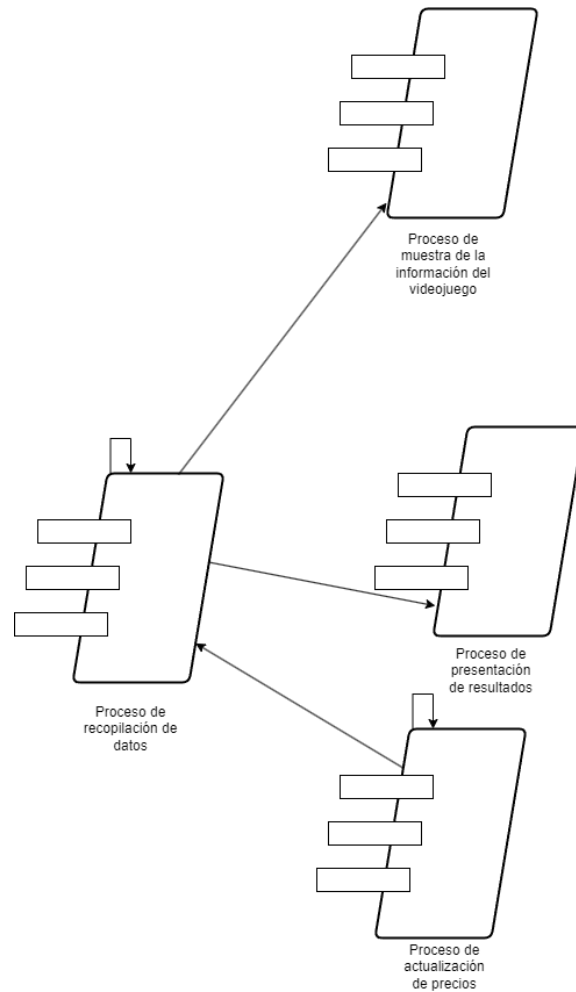 Proceso de
muestra de la
información del
videojuego
Proceso de
presentación
de resultados
Proceso de
recopilación de
datos
Proceso de
actualización
de precios